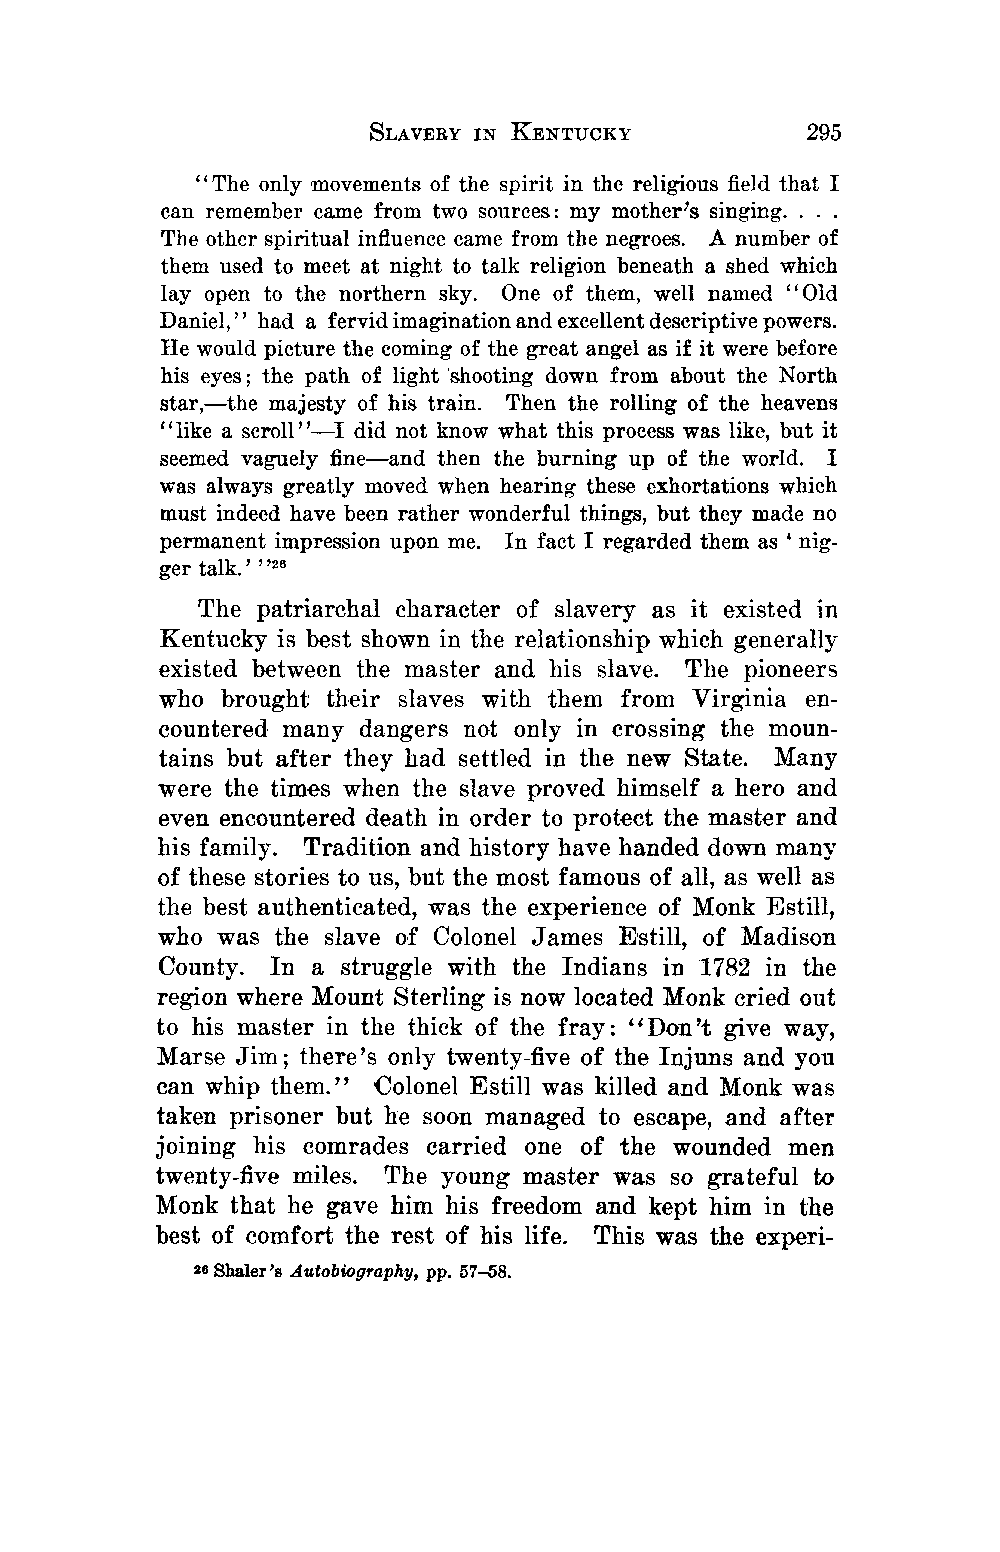 SLAVERY IN KENTUCKY 295
"The only movements of the spirit in the religious field that I
can remember came from two sources: my mother's singing. . . .
The other spiritual influence came from the negroes. A number of
them used to meet at night to talk religion beneath a shed which
lay open to the northern sky. One of them, well named "Old
Daniel," had a fervid imagination and excellent descriptive powers.
He would picture the coming of the great angel as if it were before
his eyes; the path of light shooting down from about the North
star,—the majesty of his train. Then the rolling of the heavens
"like a scroll"—I did not know what this process was like, but it
seemed vaguely fine—and then the burning up of the world. I
was always greatly moved when hearing these exhortations which
must indeed have been rather wonderful things, but they made no
permanent impression upon me. In fact I regarded them as ' nig-
ger talk.' "26
The patriarchal character of slavery as it existed in
Kentucky is best shown in the relationship which generally
existed between the master and his slave. The pioneers
who brought their slaves with them from Virginia en-
countered many dangers not only in crossing the moun-
tains but after they had settled in the new State. Many
were the times when the slave proved himself a hero and
even encountered death in order to protect the master and
his family. Tradition and history have handed down many
of these stories to us, but the most famous of all, as well as
the best authenticated, was the experience of Monk Estill,
who was the slave of Colonel James Estill, of Madison
County. In a struggle with the Indians in 1782 in the
region where Mount Sterling is now located Monk cried out
to his master in the thick of the fray: "Don't give way,
Marse Jim; there's only twenty-five of the Injuns and you
can whip them." Colonel Estill was killed and Monk was
taken prisoner but he soon managed to escape, and after
joining his comrades carried one of the wounded men
twenty-five miles. The young master was so grateful to
Monk that he gave him his freedom and kept him in the
best of comfort the rest of his life. This was the experi-
26 Shaler's Autobiography, pp. 57–58.